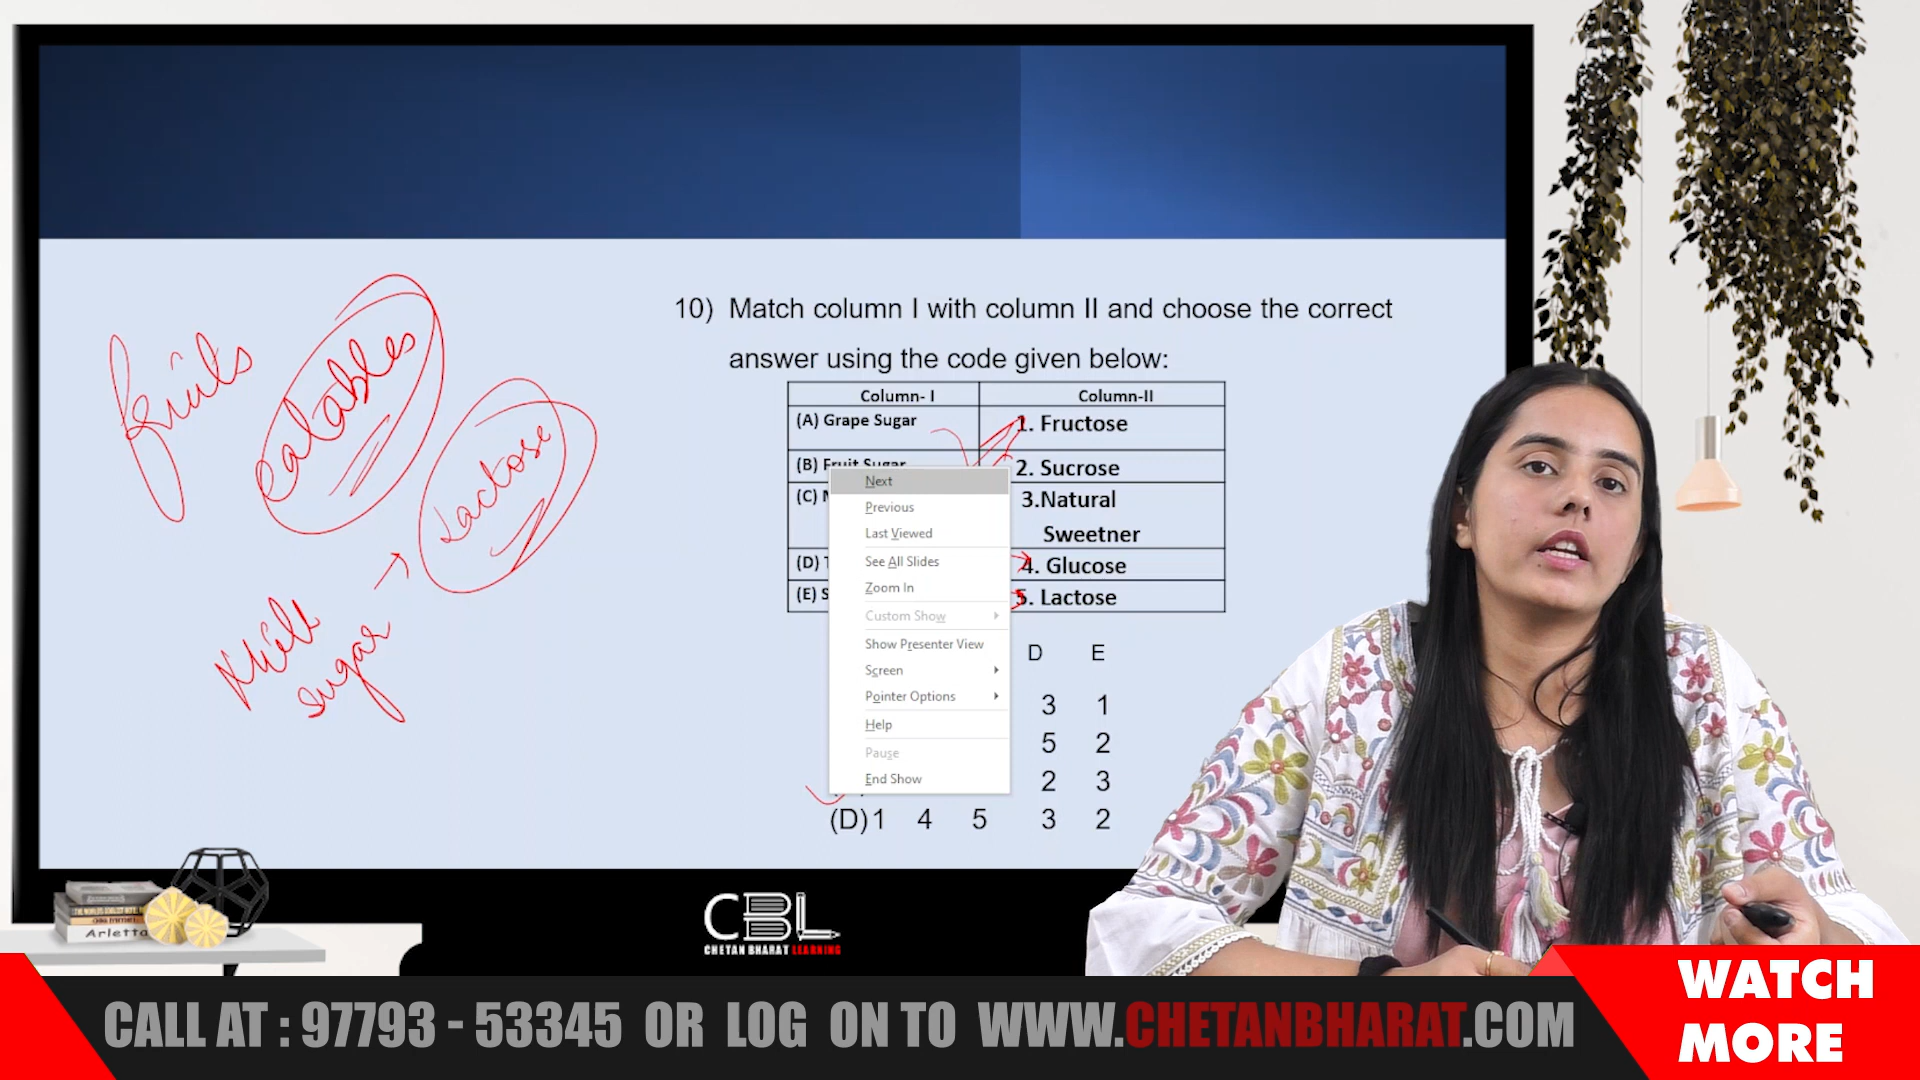 10) Match column I with column II and choose the correct
answer using the code given below:
Column- I Column-II
(A) Grape Sugar 1. Fructose
(B) Fruit Sugar 2. Sucrose
(C) 3.Natural
Sweetner
(D) 4. Glucose
(E) S 5. Lactose
D E
3 1
5 2
2 3
(D) 1 4 5 3 2
Next
Previous
Last Viewed
See All Slides
Zoom In
Custom Show
Show Presenter View
Screen
Pointer Options
Help
Pause
End Show
fruits
eatables
Lactose
Milk
sugar
Arletta
CBL
CHETAN BHARAT LEARNING
CALL AT : 97793 - 53345 OR LOG ON TO WWW.CHETANBHARAT.COM
WATCH
MORE